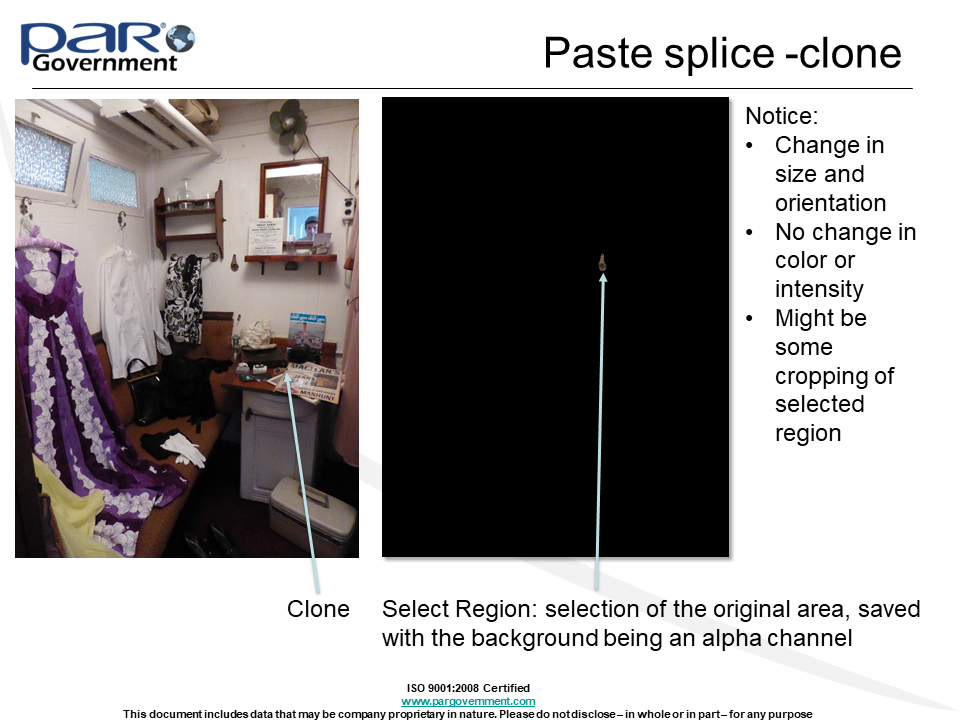 PAR®
Government
Paste splice -clone
Notice:
• Change in
size and
orientation
• No change in
color or
intensity
• Might be
some
cropping of
selected
region
MANHUNT
Clone
Select Region: selection of the original area, saved
with the background being an alpha channel
ISO 9001:2008 Certified
www.pargovernment.com
This document includes data that may be company proprietary in nature. Please do not disclose – in whole or in part – for any purpose